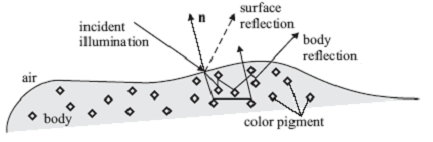 incident
illumination
n
surface
reflection
body
reflection
air
body
color pigment